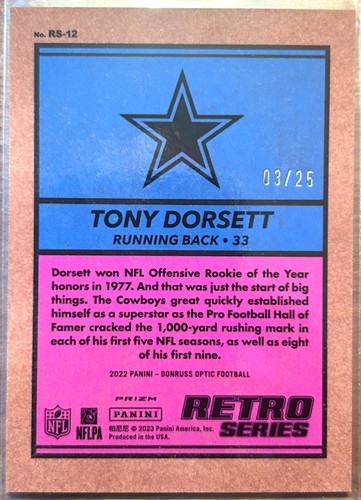 No. RS-12
03/25
TONY DORSETT
RUNNING BACK • 33
Dorsett won NFL Offensive Rookie of the Year
honors in 1977. And that was just the start of big
things. The Cowboys great quickly established
himself as a superstar as the Pro Football Hall of
Famer cracked the 1,000-yard rushing mark in
each of his first five NFL seasons, as well as eight
of his first nine.
2022 PANINI – DONRUSS OPTIC FOOTBALL
NFL
NFLPA
PRIZM
PANINI
帕尼尼 © 2023 Panini America, Inc.
Produced in the USA.
RETRO
SERIES